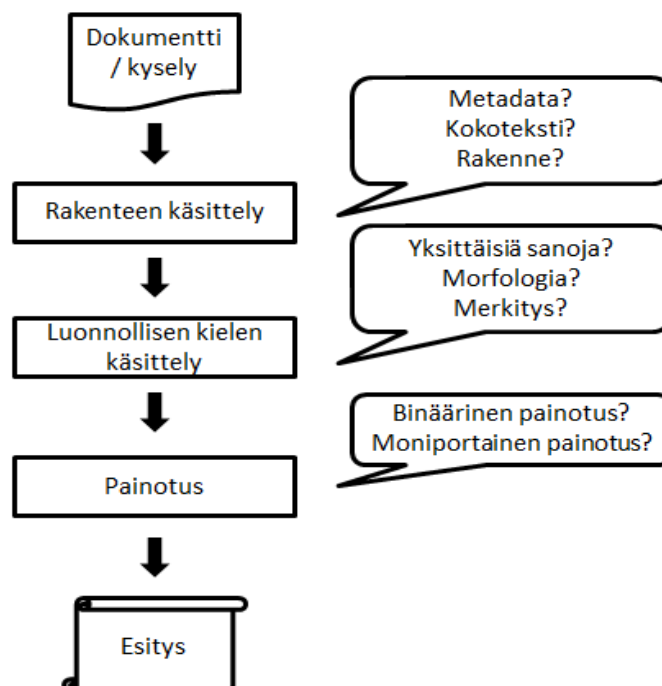 Dokumentti
/ kysely
Metadata?
Kokoteksti?
Rakenne?
Rakenteen käsittely
Yksittäisiä sanoja?
Morfologia?
Merkitys?
Luonnollisen kielen
käsittely
Binäärinen painotus?
Moniportainen painotus?
Painotus
Esitys